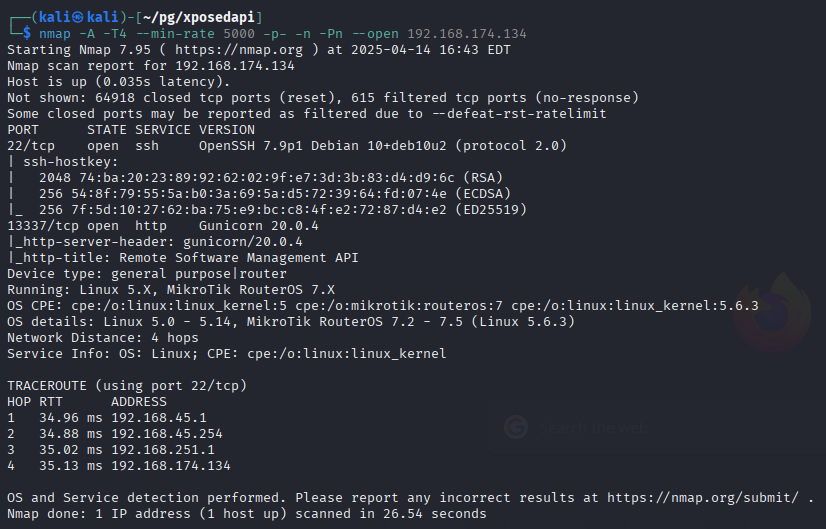 ┌──(kali㉿kali)-[~/pg/xposedapi]
└─$ nmap -A -T4 --min-rate 5000 -p- -n -Pn --open 192.168.174.134
Starting Nmap 7.95 ( https://nmap.org ) at 2025-04-14 16:43 EDT
Nmap scan report for 192.168.174.134
Host is up (0.035s latency).
Not shown: 64918 closed tcp ports (reset), 615 filtered tcp ports (no-response)
Some closed ports may be reported as filtered due to --defeat-rst-ratelimit
PORT      STATE SERVICE VERSION
22/tcp    open  ssh     OpenSSH 7.9p1 Debian 10+deb10u2 (protocol 2.0)
| ssh-hostkey:
|   2048 74:ba:20:23:89:92:62:02:9f:e7:3d:3b:83:d4:d9:6c (RSA)
|   256 54:8f:79:55:5a:b0:3a:69:5a:d5:72:39:64:fd:07:4e (ECDSA)
|_  256 7f:5d:10:27:62:ba:75:e9:bc:c8:4f:e2:72:87:d4:e2 (ED25519)
13337/tcp open  http    Gunicorn 20.0.4
|_http-server-header: gunicorn/20.0.4
|_http-title: Remote Software Management API
Device type: general purpose|router
Running: Linux 5.X, MikroTik RouterOS 7.X
OS CPE: cpe:/o:linux:linux_kernel:5 cpe:/o:mikrotik:routeros:7 cpe:/o:linux:linux_kernel:5.6.3
OS details: Linux 5.0 - 5.14, MikroTik RouterOS 7.2 - 7.5 (Linux 5.6.3)
Network Distance: 4 hops
Service Info: OS: Linux; CPE: cpe:/o:linux:linux_kernel

TRACEROUTE (using port 22/tcp)
HOP RTT      ADDRESS
1   34.96 ms 192.168.45.1
2   34.88 ms 192.168.45.254
3   35.02 ms 192.168.251.1
4   35.13 ms 192.168.174.134

OS and Service detection performed. Please report any incorrect results at https://nmap.org/submit/ .
Nmap done: 1 IP address (1 host up) scanned in 26.54 seconds